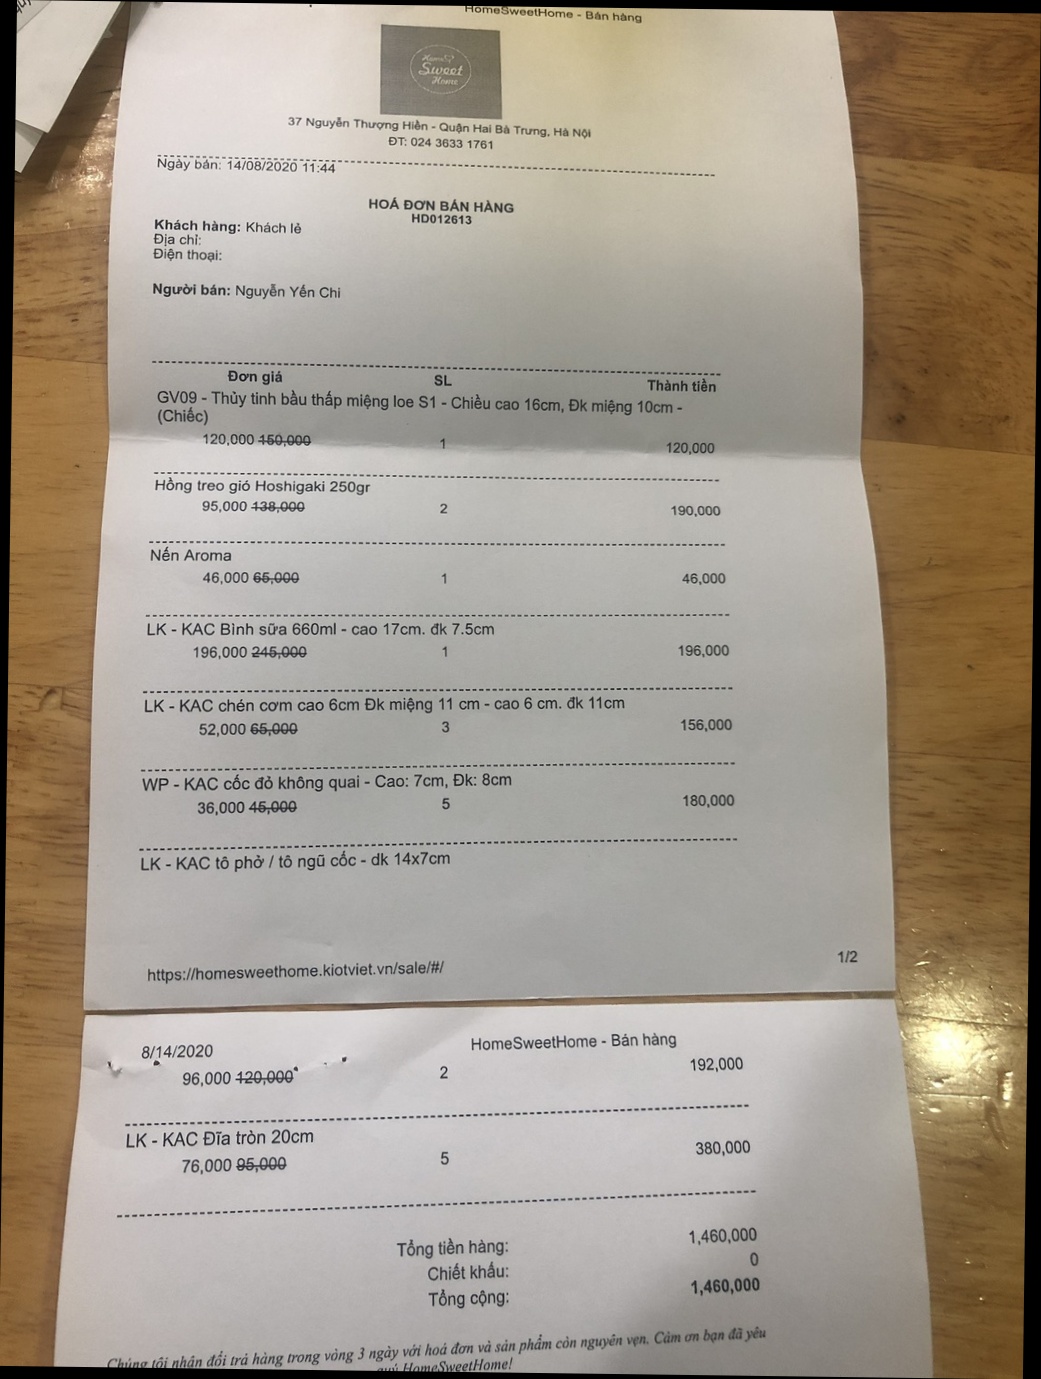 HomeSweetHome - Bán hàng
Home
Sweet
Home
37 Nguyễn Thượng Hiền - Quận Hai Bà Trưng, Hà Nội
ĐT: 024 3633 1761
Ngày bán: 14/08/2020 11:44
HOÁ ĐƠN BÁN HÀNG
HD012613
Khách hàng: Khách lẻ
Địa chỉ:
Điện thoại:
Người bán: Nguyễn Yến Chi
Đơn giá SL Thành tiền
GV09 - Thủy tinh bầu thấp miệng loe S1 - Chiều cao 16cm, Đk miệng 10cm -
(Chiếc)
120,000 150,000 1 120,000
Hồng treo gió Hoshigaki 250gr
95,000 138,000 2 190,000
Nến Aroma
46,000 65,000 1 46,000
LK - KAC Bình sữa 660ml - cao 17cm. đk 7.5cm
196,000 245,000 1 196,000
LK - KAC chén cơm cao 6cm Đk miệng 11 cm - cao 6 cm. đk 11cm
52,000 65,000 3 156,000
WP - KAC cốc đỏ không quai - Cao: 7cm, Đk: 8cm
36,000 45,000 5 180,000
LK - KAC tô phở / tô ngũ cốc - dk 14x7cm
https://homesweethome.kiotviet.vn/sale/#/ 1/2
8/14/2020 HomeSweetHome - Bán hàng
96,000 120,000 2 192,000
LK - KAC Đĩa tròn 20cm
76,000 95,000 5 380,000
Tổng tiền hàng: 1,460,000
Chiết khấu: 0
Tổng cộng: 1,460,000
Chúng tôi nhận đổi trả hàng trong vòng 3 ngày với hoá đơn và sản phẩm còn nguyên vẹn. Cảm ơn bạn đã yêu
quý HomeSweetHome!